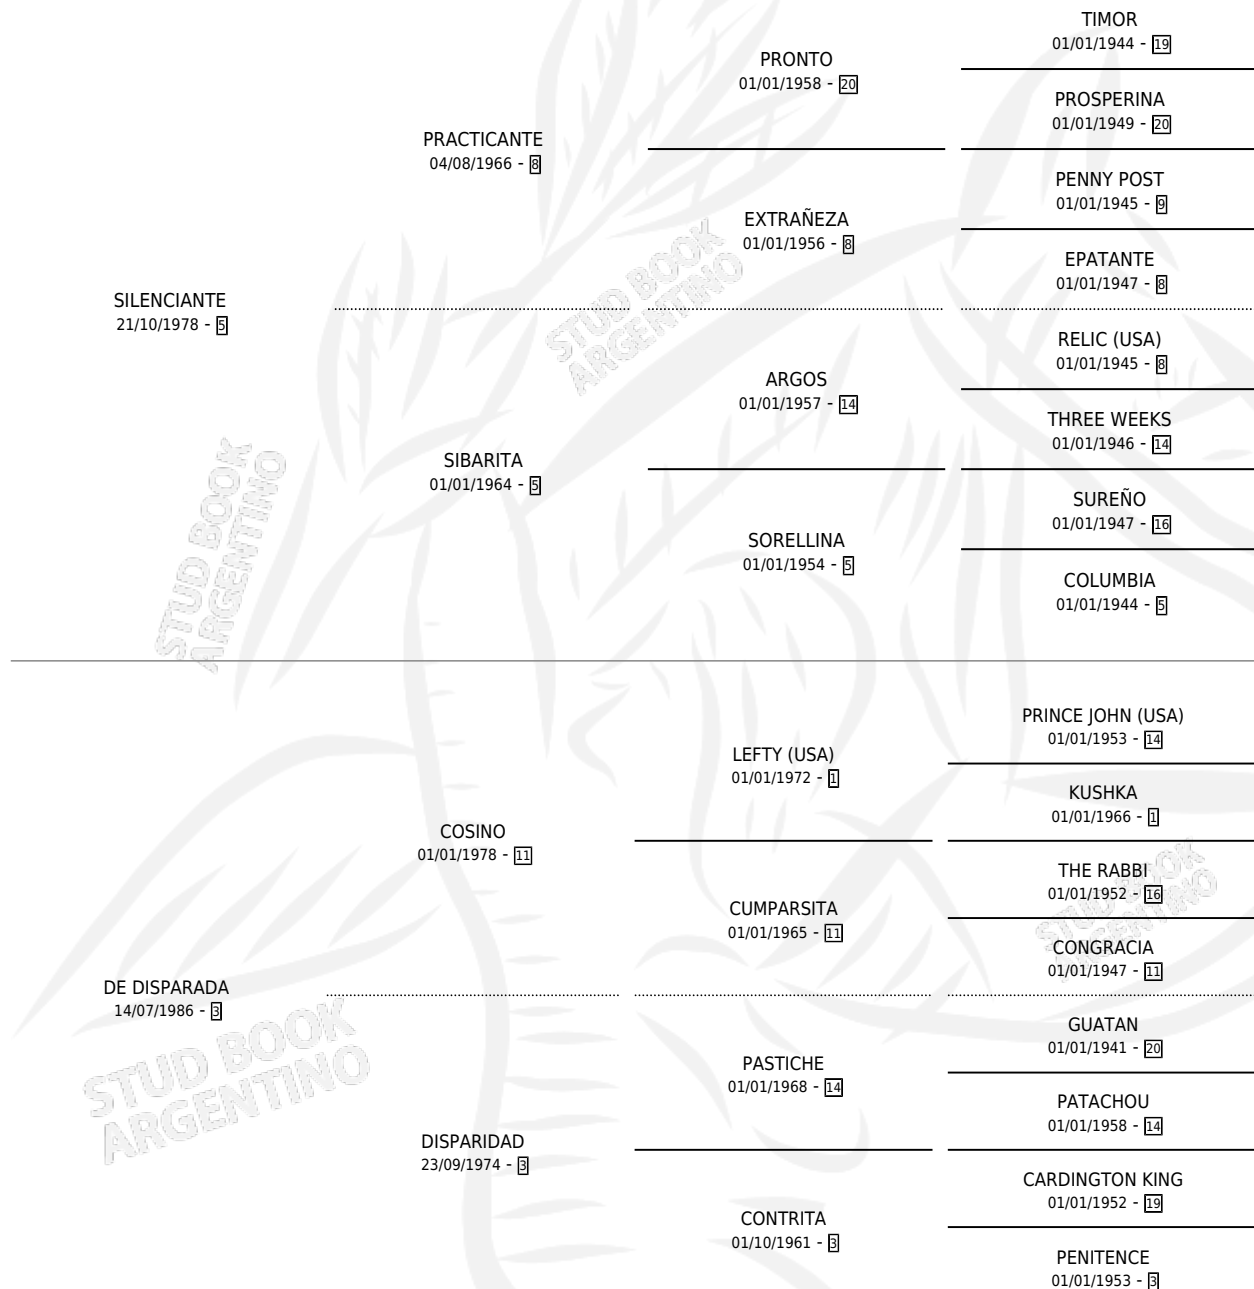 TIMOR
01/01/1944 - 19
PRONTO
01/01/1958 - 20
PROSPERINA
01/01/1949 - 20
PRACTICANTE
04/08/1966 - 8
PENNY POST
01/01/1945 - 9
EXTRAÑEZA
01/01/1956 - 8
EPATANTE
01/01/1947 - 8
SILENCIANTE
21/10/1978 - 5
RELIC (USA)
01/01/1945 - 8
ARGOS
01/01/1957 - 14
THREE WEEKS
01/01/1946 - 14
SIBARITA
01/01/1964 - 5
SUREÑO
01/01/1947 - 16
SORELLINA
01/01/1954 - 5
COLUMBIA
01/01/1944 - 5
STUD BOOK
ARGENTINO
STUD BOOK
ARGENTINO
PRINCE JOHN (USA)
01/01/1953 - 14
LEFTY (USA)
01/01/1972 - 1
KUSHKA
01/01/1966 - 1
COSINO
01/01/1978 - 11
THE RABBI
01/01/1952 - 16
CUMPARSITA
01/01/1965 - 11
CONGRACIA
01/01/1947 - 11
STUD BOOK
ARGENTINO
DE DISPARADA
14/07/1986 - 3
GUATAN
01/01/1941 - 20
PASTICHE
01/01/1968 - 14
PATACHOU
01/01/1958 - 14
DISPARIDAD
23/09/1974 - 3
CARDINGTON KING
01/01/1952 - 19
CONTRITA
01/10/1961 - 3
PENITENCE
01/01/1953 - 3
STUD BOOK
ARGENTINO